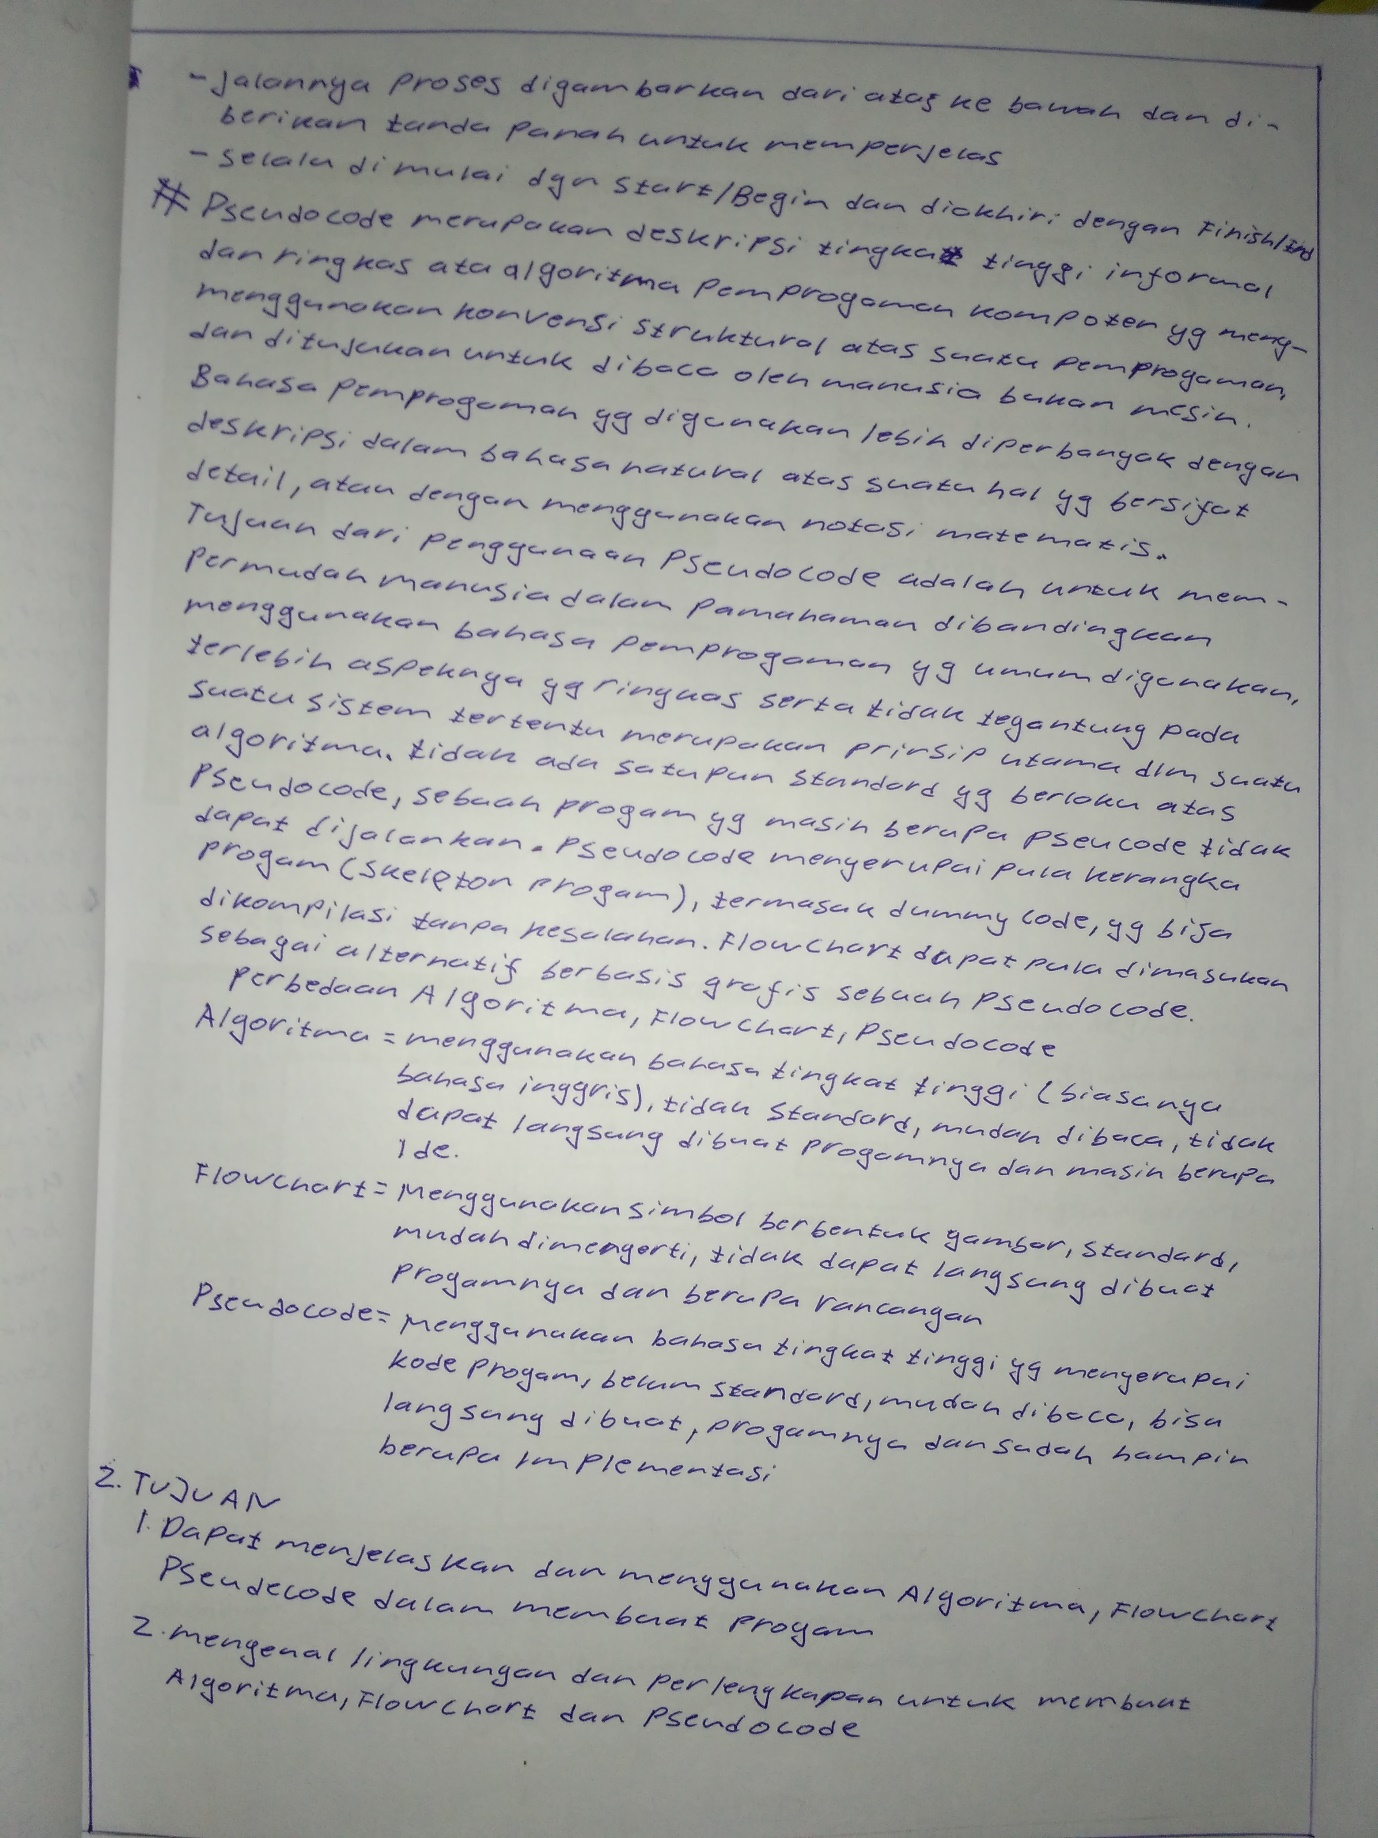 - Jalannya proses digambarkan dari atas ke bawah dan di-
berikan tanda panah untuk memperjelas
- selalu dimulai dgn Start/Begin dan diakhiri dengan Finish/End
# Pseudocode merupakan deskripsi tingkat tinggi informal
dan ringkas ata algoritma Pemprogaman kompoter yg meng-
menggunakan konvensi struktural atas suatu pemprogaman,
dan ditujukan untuk dibaca oleh manusia bukan mesin.
Bahasa pemprogaman yg digunakan lebih diperbanyak dengan
deskripsi dalam bahasa natural atas suatu hal yg bersifat
detail, atau dengan menggunakan notasi matematis.
Tujuan dari penggunaan Pseudocode adalah untuk mem-
permudah manusia dalam pamahaman dibandingkan
menggunakan bahasa pemprogaman yg umum digunakan,
terlebih aspeknya yg ringkas serta tidak tegantung pada
suatu sistem tertentu merupakan prinsip utama dlm suatu
algoritma. tidak ada satupun standard yg berlaku atas
Pseudocode, sebuah progam yg masih berupa pseucode tidak
dapat dijalankan. Pseudocode menyerupai pula kerangka
progam (skeleton progam), termasuk dummy code, yg bisa
dikompilasi tanpa kesalahan. Flowchart dapat pula dimasukan
sebagai alternatif berbasis grafis sebuah Pseudocode.
Perbedaan Algoritma, Flowchart, Pseudocode
Algoritma = menggunakan bahasa tingkat tinggi (biasanya
bahasa inggris), tidak standard, mudah dibaca, tidak
dapat langsung dibuat progamnya dan masih berupa
Ide.
Flowchart = Menggunakan simbol berbentuk gambar, standard,
mudah dimengerti, tidak dapat langsung dibuat
progamnya dan berupa rancangan
Pseudocode = Menggunakan bahasa tingkat tinggi yg menyerupai
kode progam, belum standard, mudah dibaca, bisa
langsung dibuat, progamnya dan sudah hampir
berupa implementasi
2. TUJUAN
1. Dapat menjelaskan dan menggunakan Algoritma, Flowchart
Pseudecode dalam membuat progam
2. mengenal lingkungan dan perlengkapan untuk membuat
Algoritma, Flowchart dan Pseudocode